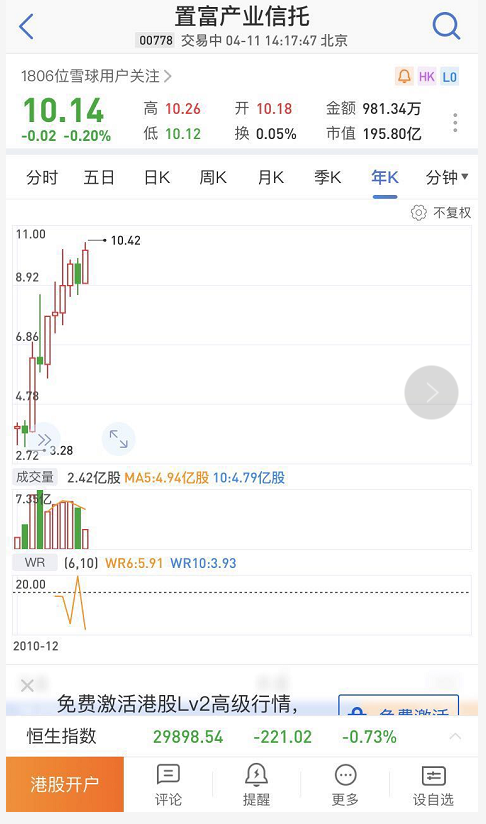 置富产业信托
00778 交易中 04-11 14:17:47 北京
1806位雪球用户关注 HK L0
10.14 高 10.26 开 10.18 金额 981.34万
-0.02 -0.20% 低 10.12 换 0.05% 市值 195.80亿
分时 五日 日K 周K 月K 季K 年K 分钟
不复权
11.00
10.42
8.92
6.86
4.78
3.28
2.72
成交量 2.42亿股 MA5:4.94亿股 10:4.79亿股
7.35亿
WR (6,10) WR6:5.91 WR10:3.93
20.00
2010-12
免费激活港股Lv2高级行情,
免费激活
恒生指数 29898.54 -221.02 -0.73%
港股开户 评论 提醒 更多 设自选